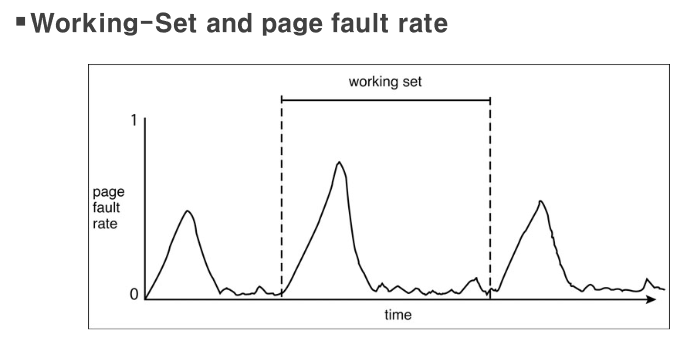 ▪Working-Set and page fault rate
working set
1
page
fault
rate
0
time